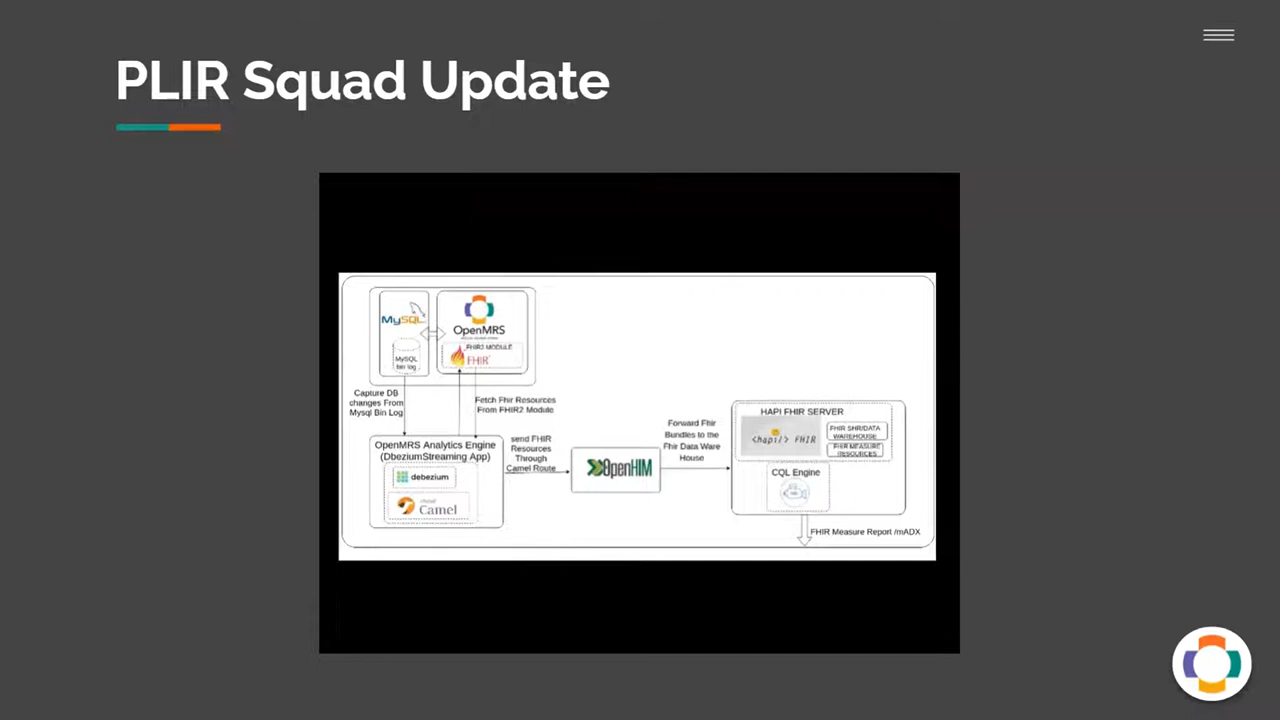 PLIR Squad Update
MySQL
MySQL
bin log
OpenMRS
FHIR2 MODULE
FHIR
Capture DB
changes From
Mysql Bin Log
Fetch Fhir Resources
From FHIR2 Module
OpenMRS Analytics Engine
(DbeziumStreaming App)
debezium
Camel
send FHIR
Resources
Through
Camel Route
OpenHIM
Forward Fhir
Bundles to the
Fhir Data Ware
House
HAPI FHIR SERVER
<hapi/> FHIR
FHIR SHR/DATA
WAREHOUSE
FHIR MEASURE
RESOURCES
CQL Engine
FHIR Measure Report /mADX